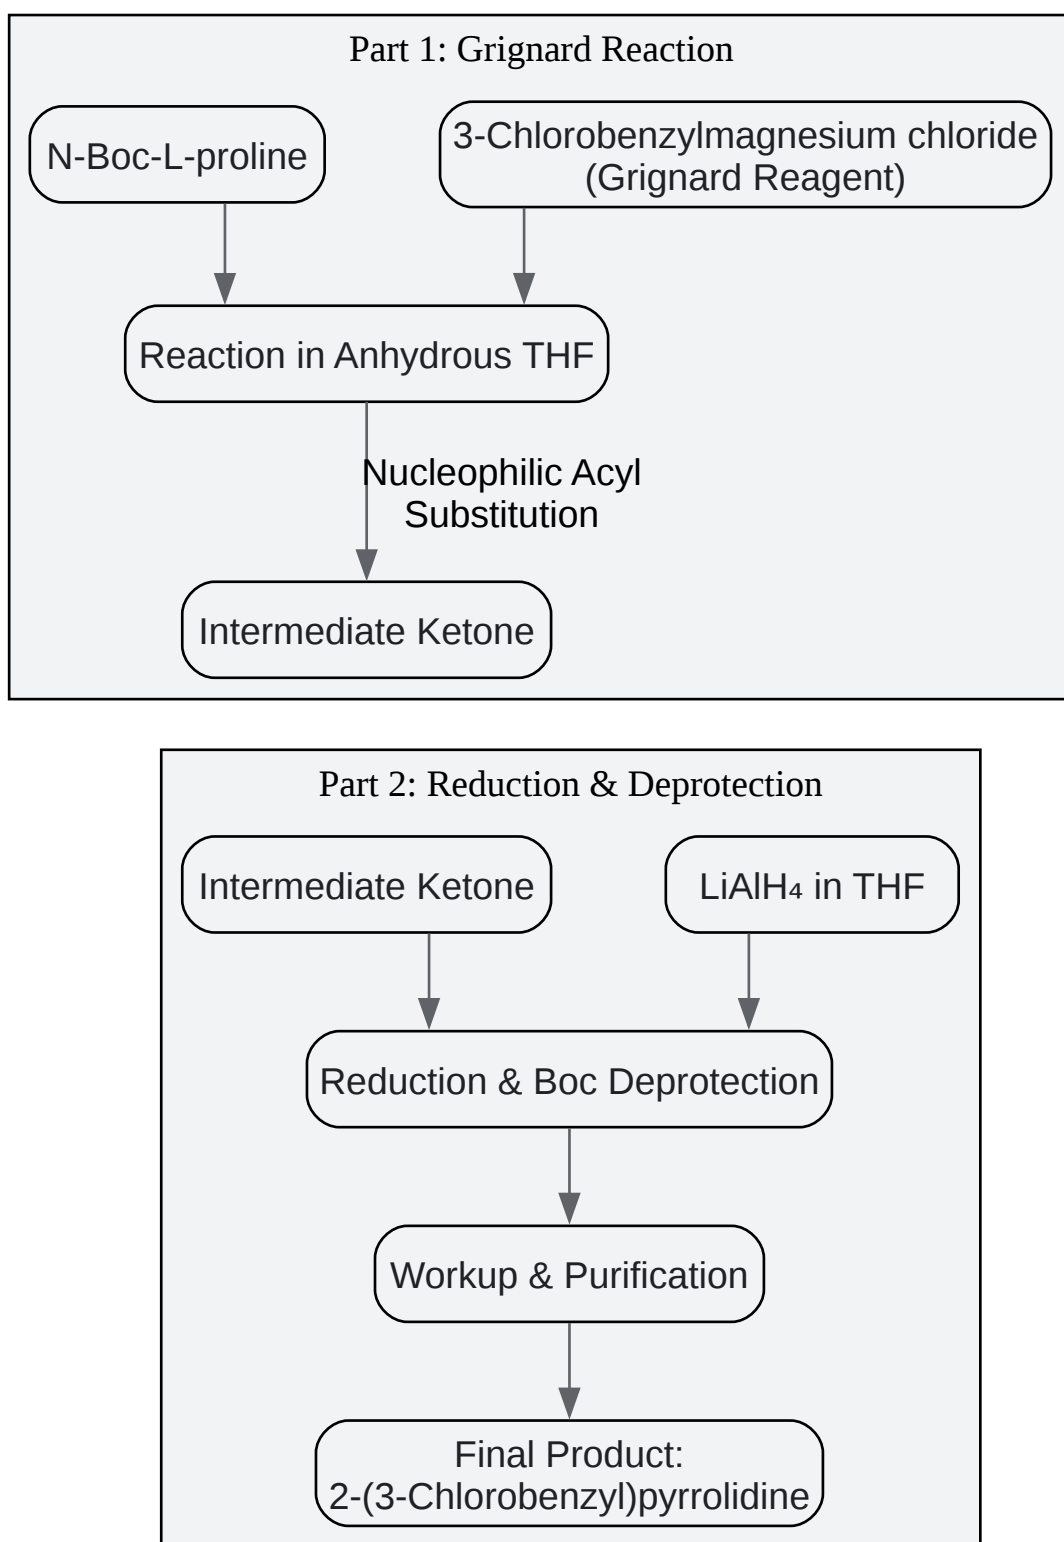 Part 1: Grignard Reaction
N-Boc-L-proline
3-Chlorobenzylmagnesium chloride
(Grignard Reagent)
Reaction in Anhydrous THF
Nucleophilic Acyl
Substitution
Intermediate Ketone
Part 2: Reduction & Deprotection
Intermediate Ketone
LiAlH₄ in THF
Reduction & Boc Deprotection
Workup & Purification
Final Product:
2-(3-Chlorobenzyl)pyrrolidine